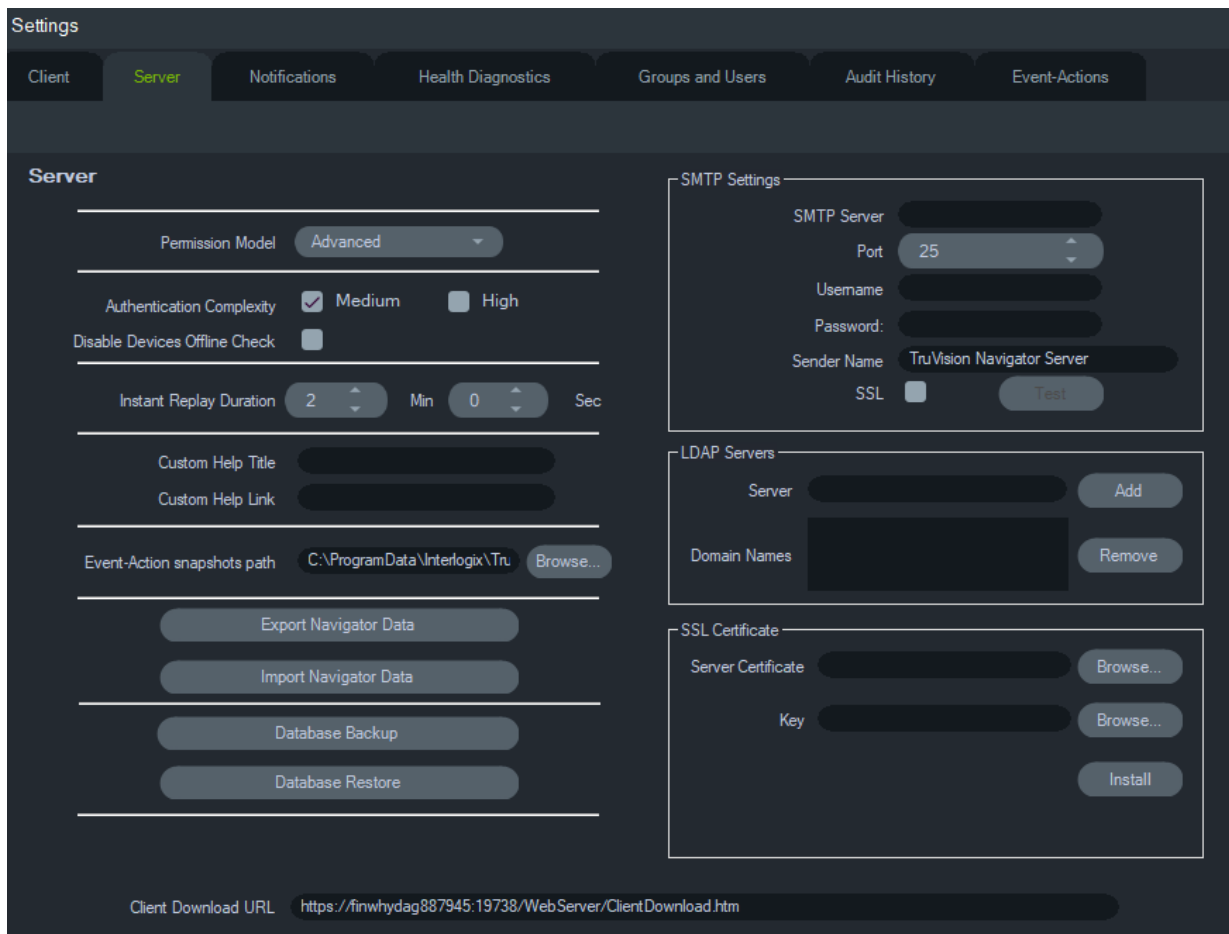 Settings
Client Server Notifications Health Diagnostics Groups and Users Audit History Event-Actions
Server
Permission Model Advanced
Authentication Complexity Medium High
Disable Devices Offline Check
Instant Replay Duration 2 Min 0 Sec
Custom Help Title
Custom Help Link
Event-Action snapshots path C:\ProgramData\Interlogix\Tru Browse...
Export Navigator Data
Import Navigator Data
Database Backup
Database Restore
SMTP Settings
SMTP Server
Port 25
Username
Password:
Sender Name TruVision Navigator Server
SSL Test
LDAP Servers
Server Add
Domain Names Remove
SSL Certificate
Server Certificate Browse...
Key Browse...
Install
Client Download URL https://finwhydag887945:19738/WebServer/ClientDownload.htm